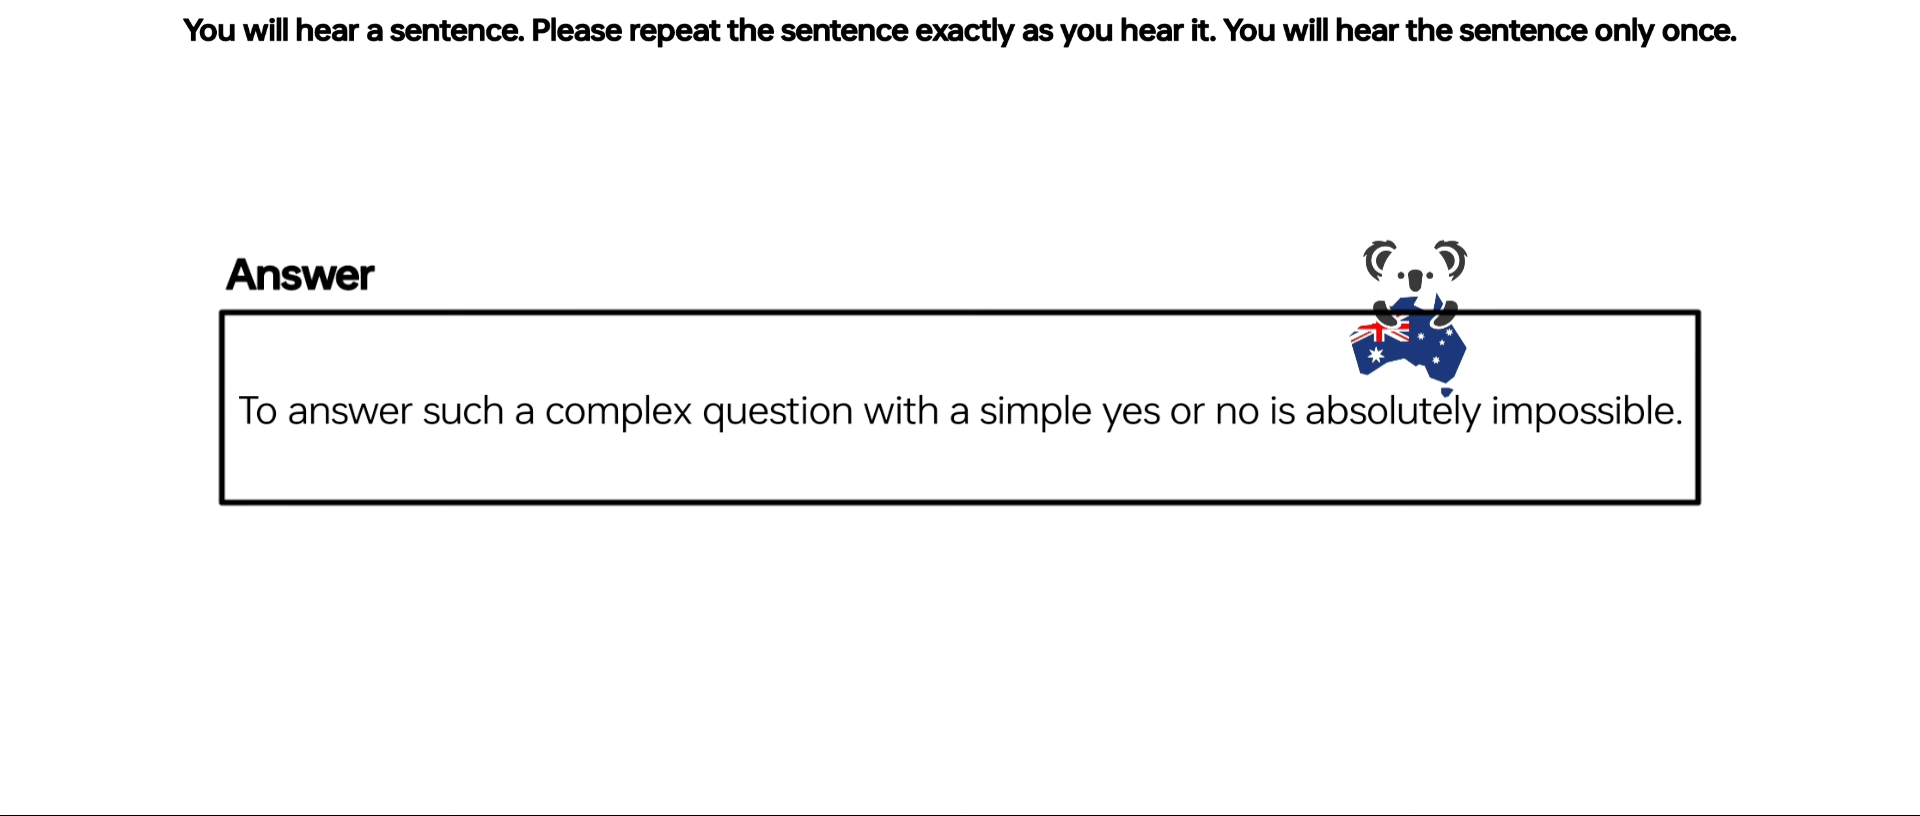 You will hear a sentence. Please repeat the sentence exactly as you hear it. You will hear the sentence only once.
Answer
To answer such a complex question with a simple yes or no is absolutely impossible.